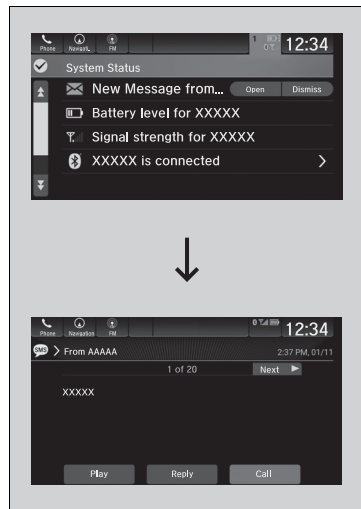 Phone Navigati.. FM 1 0 T. 12:34
System Status
New Message from... Open Dismiss
Battery level for XXXXX
Signal strength for XXXXX
XXXXX is connected
Phone Navigation FM 12:34
SMS From AAAAA 2:37 PM, 01/11
1 of 20 Next
XXXXX
Play Reply Call